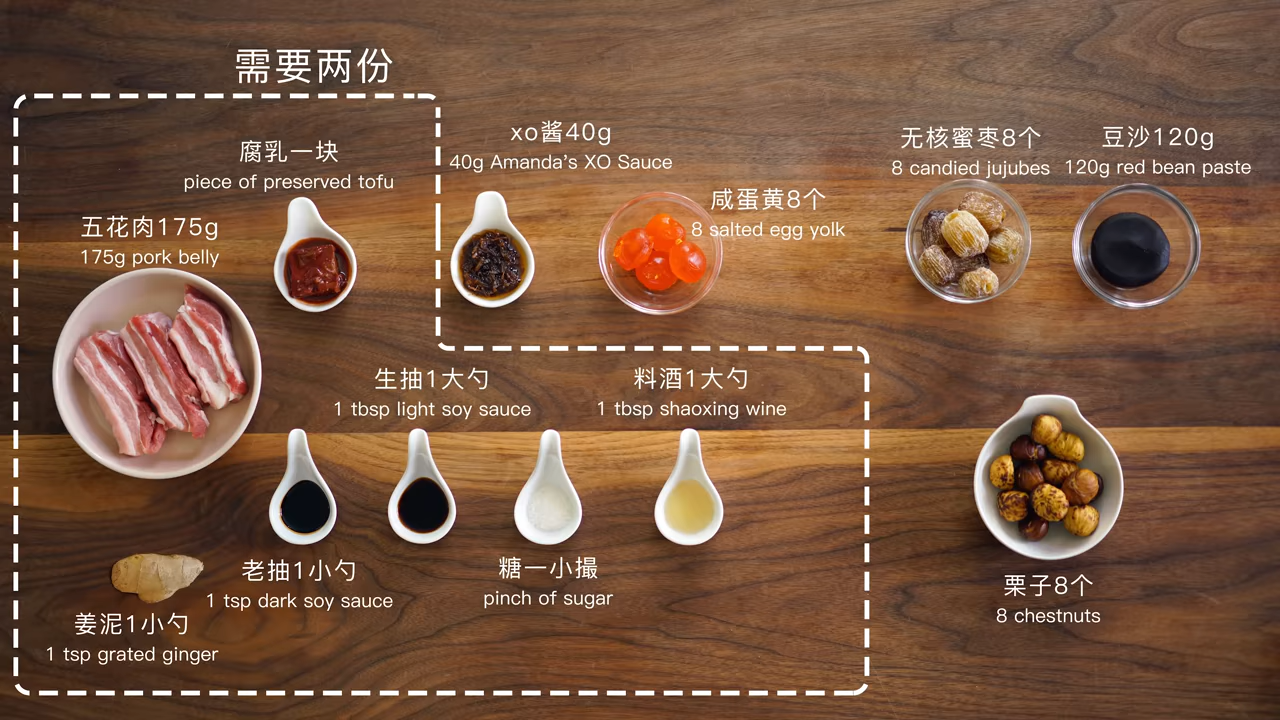 需要两份
腐乳一块
piece of preserved tofu
五花肉175g
175g pork belly
xo酱40g
40g Amanda's XO Sauce
咸蛋黄8个
8 salted egg yolk
无核蜜枣8个
8 candied jujubes
豆沙120g
120g red bean paste
生抽1大勺
1 tbsp light soy sauce
料酒1大勺
1 tbsp shaoxing wine
老抽1小勺
1 tsp dark soy sauce
糖一小撮
pinch of sugar
姜泥1小勺
1 tsp grated ginger
栗子8个
8 chestnuts